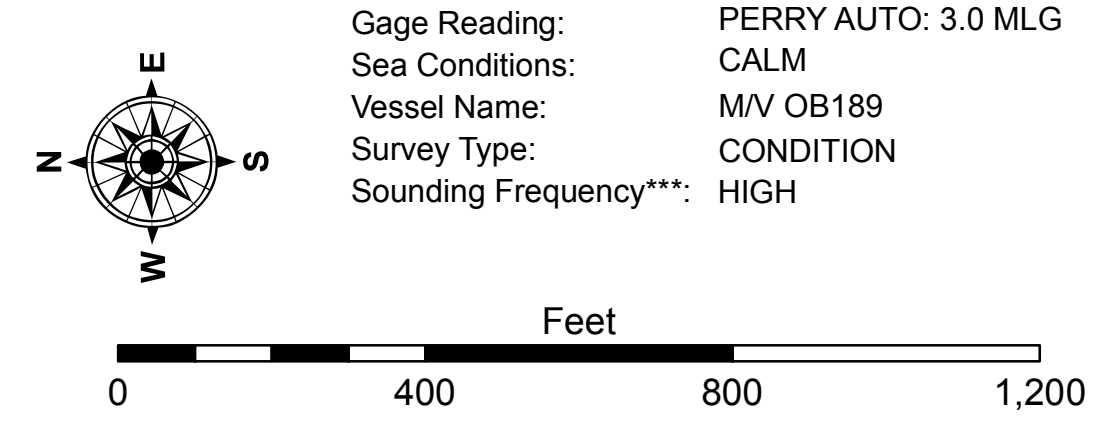 Gage Reading: PERRY AUTO: 3.0 MLG
Sea Conditions: CALM
Vessel Name: M/V OB189
Survey Type: CONDITION
Sounding Frequency***: HIGH
E
N S
W
Feet
0 400 800 1,200